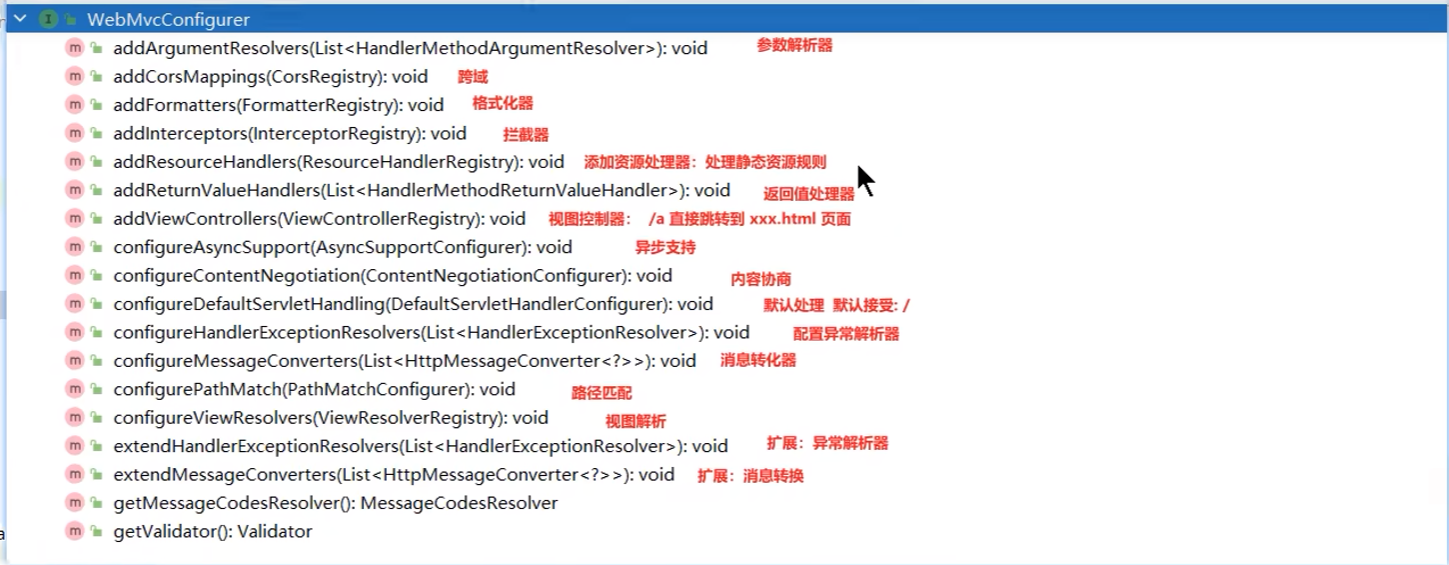 WebMvcConfigurer
addArgumentResolvers(List<HandlerMethodArgumentResolver>): void 参数解析器
addCorsMappings(CorsRegistry): void 跨域
addFormatters(FormatterRegistry): void 格式化器
addInterceptors(InterceptorRegistry): void 拦截器
addResourceHandlers(ResourceHandlerRegistry): void 添加资源处理器：处理静态资源规则
addReturnValueHandlers(List<HandlerMethodReturnValueHandler>): void 返回值处理器
addViewControllers(ViewControllerRegistry): void 视图控制器： /a 直接跳转到 xxx.html 页面
configureAsyncSupport(AsyncSupportConfigurer): void 异步支持
configureContentNegotiation(ContentNegotiationConfigurer): void 内容协商
configureDefaultServletHandling(DefaultServletHandlerConfigurer): void 默认处理 默认接受: /
configureHandlerExceptionResolvers(List<HandlerExceptionResolver>): void 配置异常解析器
configureMessageConverters(List<HttpMessageConverter<?>>): void 消息转化器
configurePathMatch(PathMatchConfigurer): void 路径匹配
configureViewResolvers(ViewResolverRegistry): void 视图解析
extendHandlerExceptionResolvers(List<HandlerExceptionResolver>): void 扩展：异常解析器
extendMessageConverters(List<HttpMessageConverter<?>>): void 扩展：消息转换
getMessageCodesResolver(): MessageCodesResolver
getValidator(): Validator